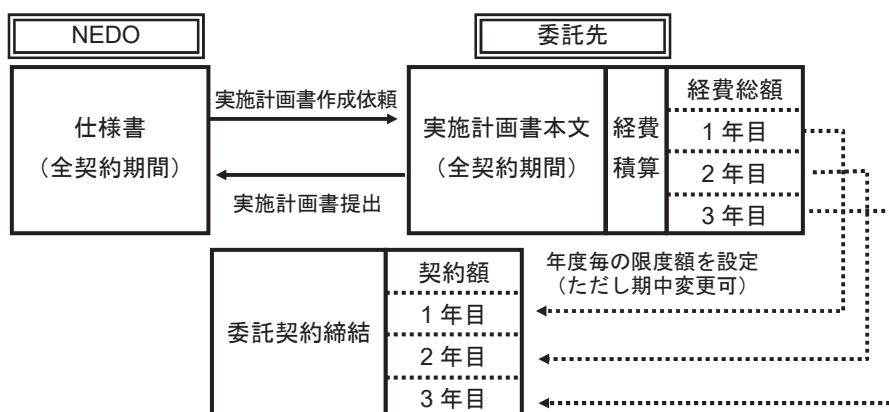 NEDO
委託先
仕様書
（全契約期間）
実施計画書作成依頼
実施計画書提出
実施計画書本文
（全契約期間）
経費
積算
経費総額
1 年目
2 年目
3 年目
委託契約締結
契約額
1 年目
2 年目
3 年目
年度毎の限度額を設定
（ただし期中変更可）